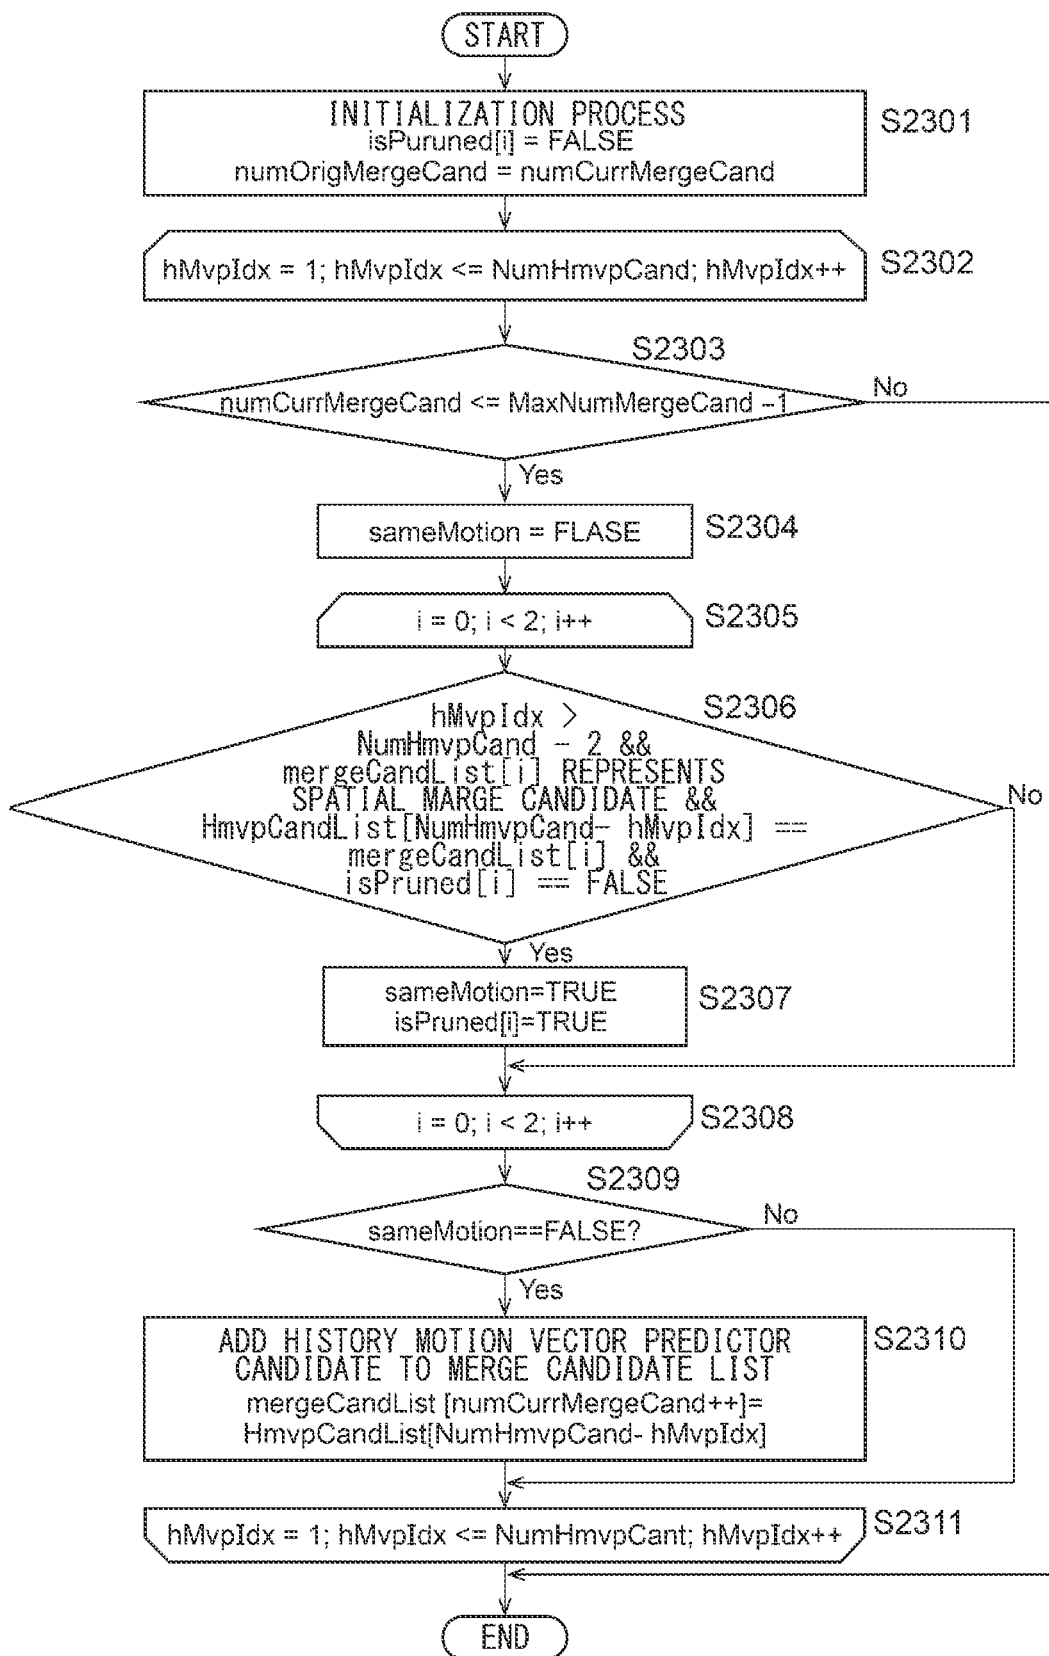 START
INITIALIZATION PROCESS
isPuruned[i] = FALSE
numOrigMergeCand = numCurrMergeCand
S2301
hMvpIdx = 1; hMvpIdx <= NumHmvpCand; hMvpIdx++
S2302
S2303
numCurrMergeCand <= MaxNumMergeCand -1
No
Yes
sameMotion = FLASE
S2304
i = 0; i < 2; i++
S2305
S2306
hMvpIdx >
NumHmvpCand - 2 &&
mergeCandList[i] REPRESENTS
SPATIAL MARGE CANDIDATE &&
HmvpCandList[NumHmvpCand- hMvpIdx] ==
mergeCandList[i] &&
isPruned[i] == FALSE
No
Yes
sameMotion=TRUE
isPruned[i]=TRUE
S2307
i = 0; i < 2; i++
S2308
S2309
sameMotion==FALSE?
No
Yes
ADD HISTORY MOTION VECTOR PREDICTOR
CANDIDATE TO MERGE CANDIDATE LIST
mergeCandList [numCurrMergeCand++]=
HmvpCandList[NumHmvpCand- hMvpIdx]
S2310
hMvpIdx = 1; hMvpIdx <= NumHmvpCant; hMvpIdx++
S2311
END